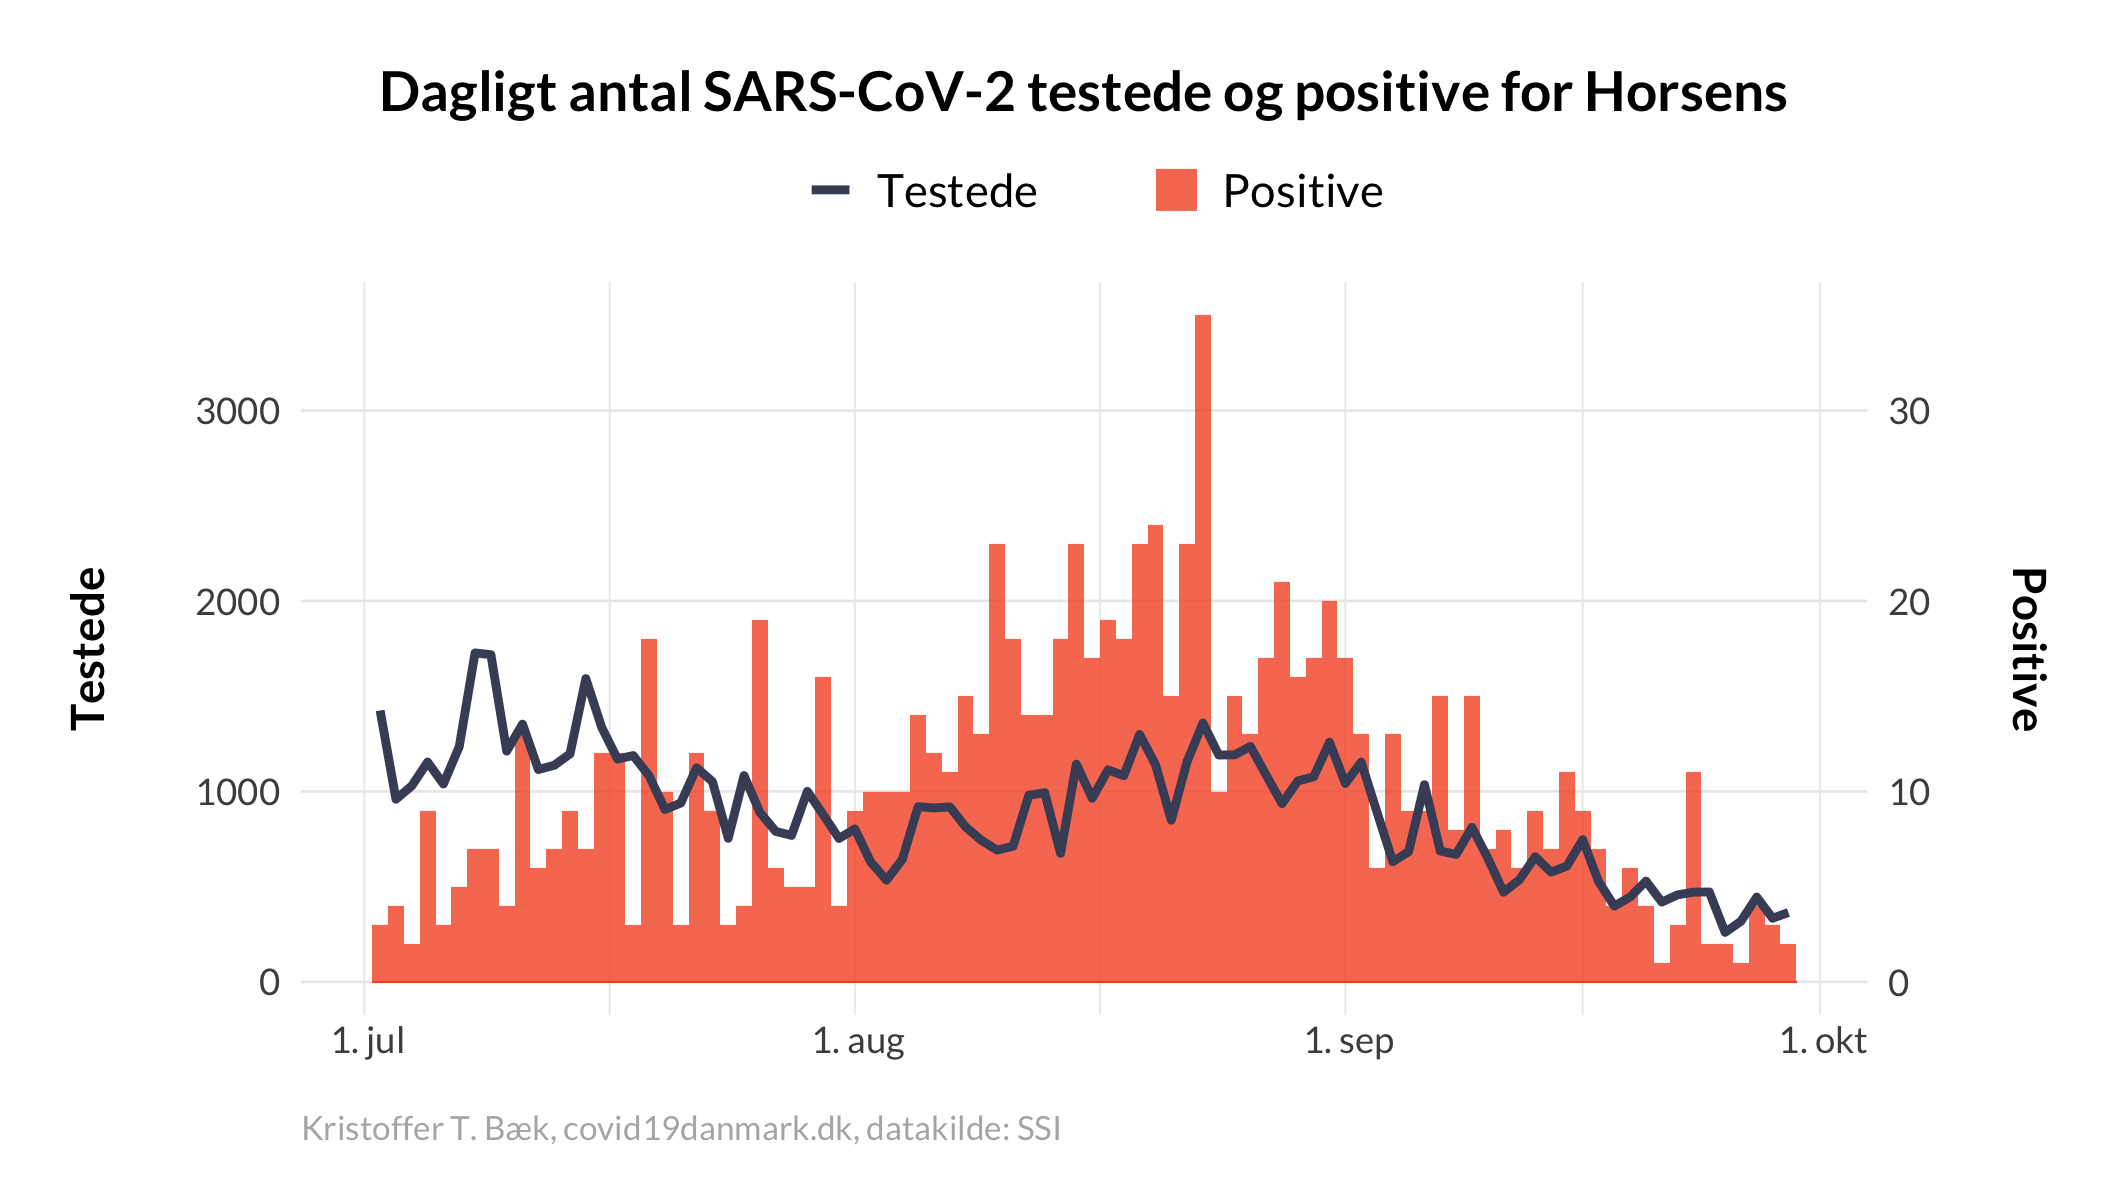 Dagligt antal SARS-CoV-2 testede og positive for Horsens
Testede
Positive
3000
2000
1000
0
30
20
10
0
Testede
Positive
1. jul
1. aug
1. sep
1. okt
Kristoffer T. Bæk, covid19danmark.dk, datakilde: SSI